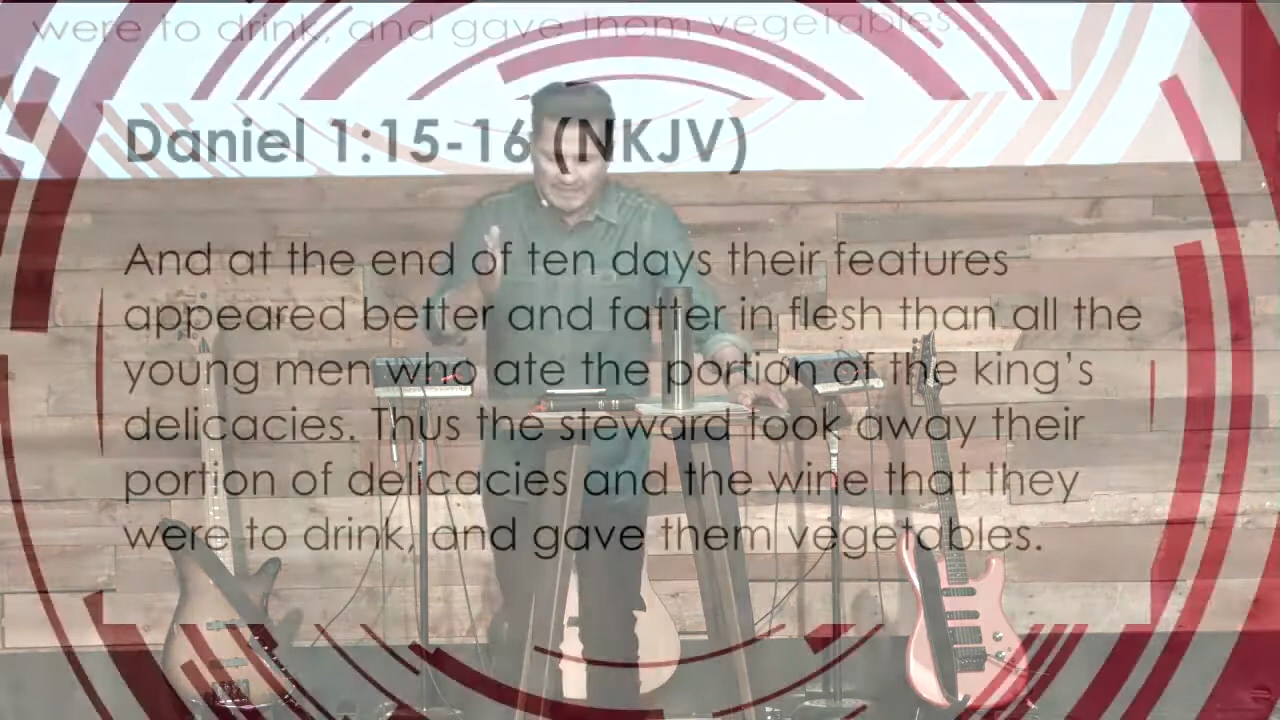 were to drink, and gave them vegetables.
Daniel 1:15-16 (NKJV)
And at the end of ten days their features
appeared better and fatter in flesh than all the
young men who ate the portion of the king's
delicacies. Thus the steward took away their
portion of delicacies and the wine that they
were to drink, and gave them vegetables.